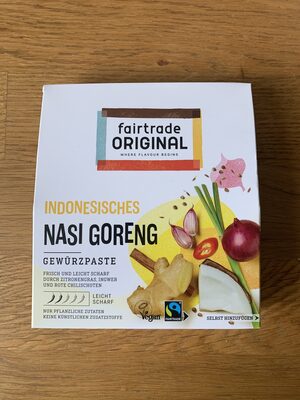 fairtrade
ORIGINAL
WHERE FLAVOUR BEGINS
INDONESISCHES
NASI GORENG
GEWÜRZPASTE
FRISCH UND LEICHT SCHARF
DURCH ZITRONENGRAS, INGWER
UND ROTE CHILISCHOTEN
LEICHT
SCHARF
NUR PFLANZLICHE ZUTATEN
KEINE KÜNSTLICHEN ZUSATZSTOFFE
Vegan
FAIRTRADE
SELBST HINZUFÜGEN